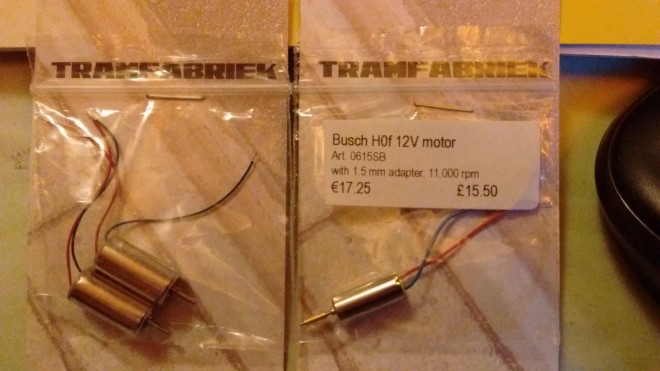 TRAMFABRIEK
TRAMFABRIEK
Busch H0f 12V motor
Art. 0615SB
with 1.5 mm adapter, 11.000 rpm
€17.25 £15.50